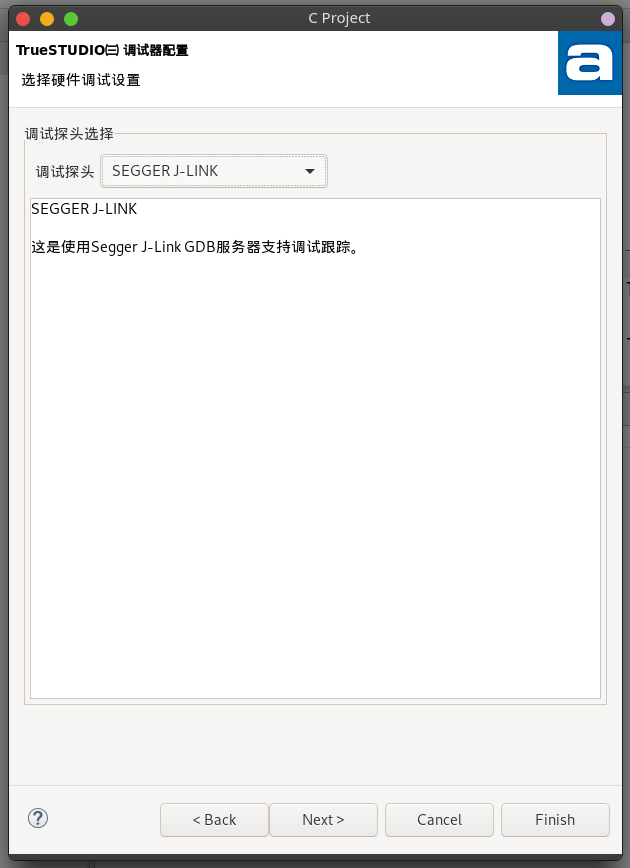 C Project
TrueSTUDIO㈢ 调试器配置
选择硬件调试设置
a
调试探头选择
调试探头
SEGGER J-LINK
SEGGER J-LINK
这是使用Segger J-Link GDB服务器支持调试跟踪。
?
< Back
Next >
Cancel
Finish